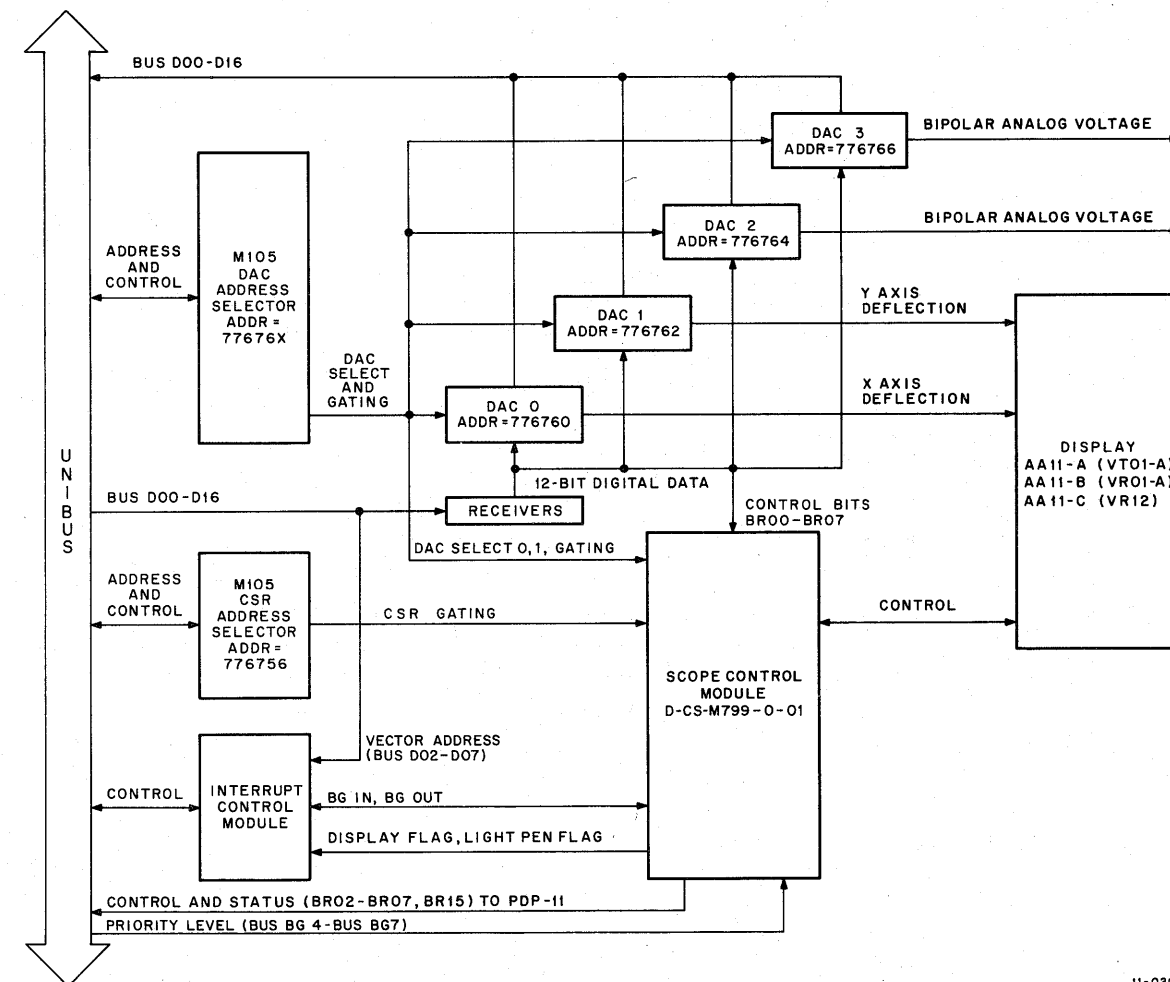 BUS D00-D16
DAC 3
ADDR=776766
BIPOLAR ANALOG VOLTAGE
DAC 2
ADDR=776764
BIPOLAR ANALOG VOLTAGE
M105
DAC
ADDRESS
SELECTOR
ADDR =
77676X
ADDRESS
AND
CONTROL
DAC 1
ADDR=776762
Y AXIS
DEFLECTION
DAC
SELECT
AND
GATING
DAC 0
ADDR=776760
X AXIS
DEFLECTION
UNIBUS
DISPLAY
AA11-A (VT01-A)
AA11-B (VR01-A)
AA11-C (VR12)
12-BIT DIGITAL DATA
BUS D00-D16
RECEIVERS
CONTROL BITS
BR00-BR07
DAC SELECT 0,1, GATING
ADDRESS
AND
CONTROL
M105
CSR
ADDRESS
SELECTOR
ADDR=
776756
CSR GATING
CONTROL
SCOPE CONTROL
MODULE
D-CS-M799-0-01
VECTOR ADDRESS
(BUS D02-D07)
CONTROL
INTERRUPT
CONTROL
MODULE
BG IN, BG OUT
DISPLAY FLAG, LIGHT PEN FLAG
CONTROL AND STATUS (BR02-BR07, BR15) TO PDP-11
PRIORITY LEVEL (BUS BG 4-BUS BG7)